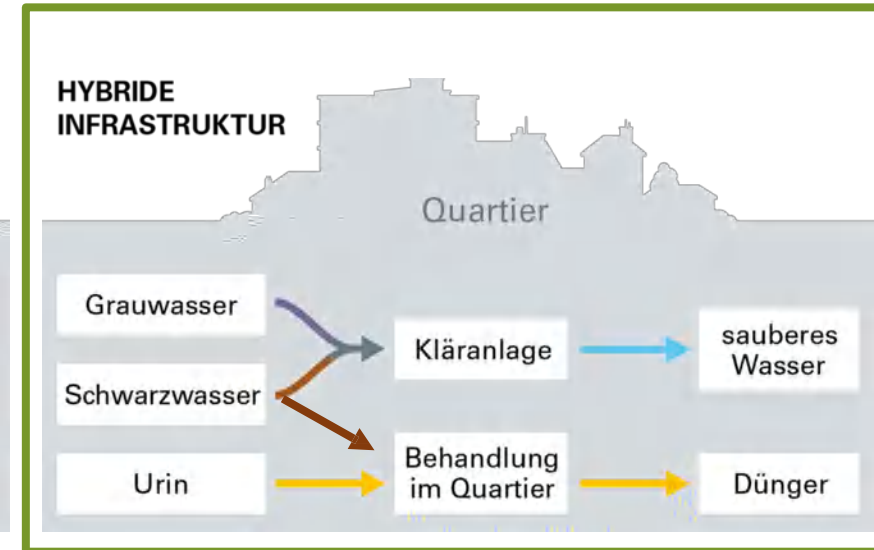 HYBRIDE
INFRASTRUKTUR
Quartier
Grauwasser
Schwarzwasser
Urin
Kläranlage
Behandlung
im Quartier
sauberes
Wasser
Dünger